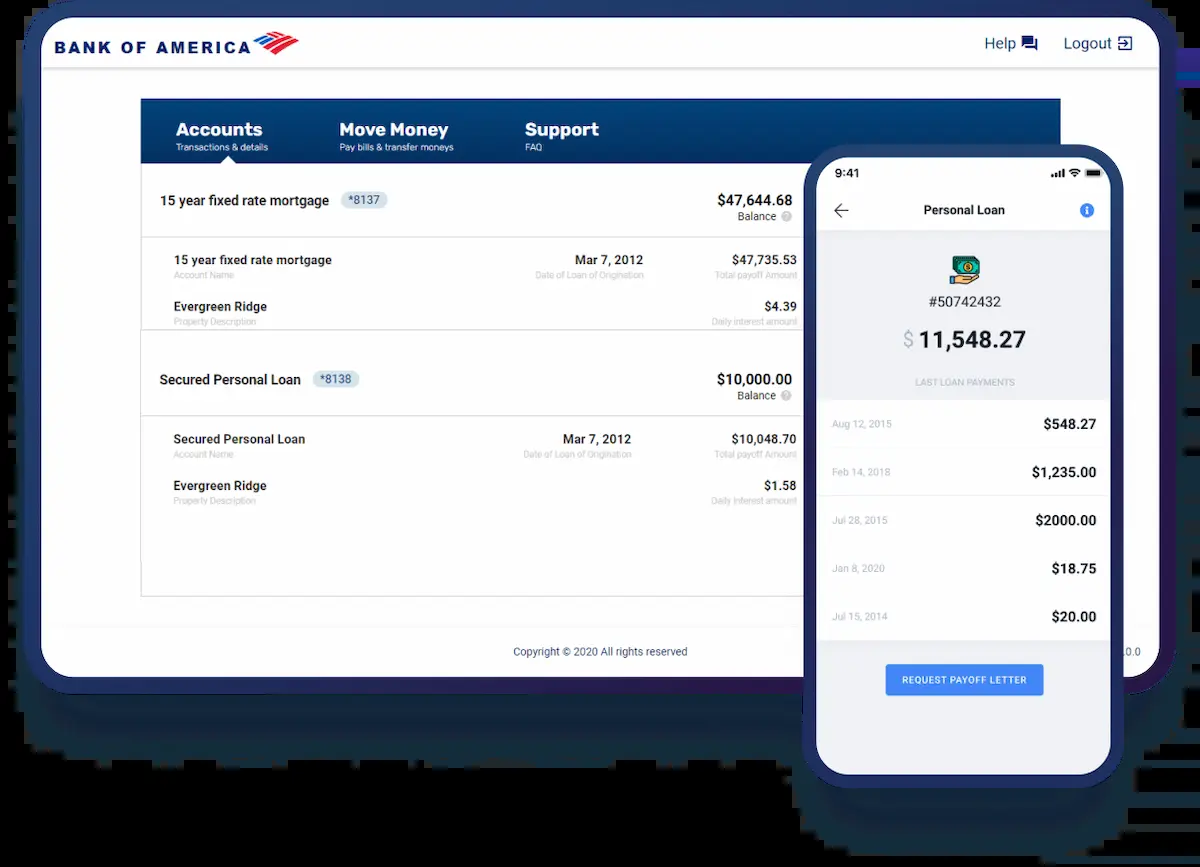 BANK OF AMERICA
Help
Logout
Accounts
Transactions & details
Move Money
Pay bills & transfer moneys
Support
FAQ
15 year fixed rate mortgage *8137
$47,644.68
Balance
15 year fixed rate mortgage
Account Name
Mar 7, 2012
Date of Loan of Origination
$47,735.53
Total payoff Amount
Evergreen Ridge
Property Description
$4.39
Daily interest amount
Secured Personal Loan *8138
$10,000.00
Balance
Secured Personal Loan
Account Name
Mar 7, 2012
Date of Loan of Origination
$10,048.70
Total payoff Amount
Evergreen Ridge
Property Description
$1.58
Daily interest amount
Copyright © 2020 All rights reserved
.0.0
9:41
Personal Loan
#50742432
$ 11,548.27
LAST LOAN PAYMENTS
Aug 12, 2015 $548.27
Feb 14, 2018 $1,235.00
Jul 28, 2015 $2000.00
Jan 8, 2020 $18.75
Jul 15, 2014 $20.00
REQUEST PAYOFF LETTER